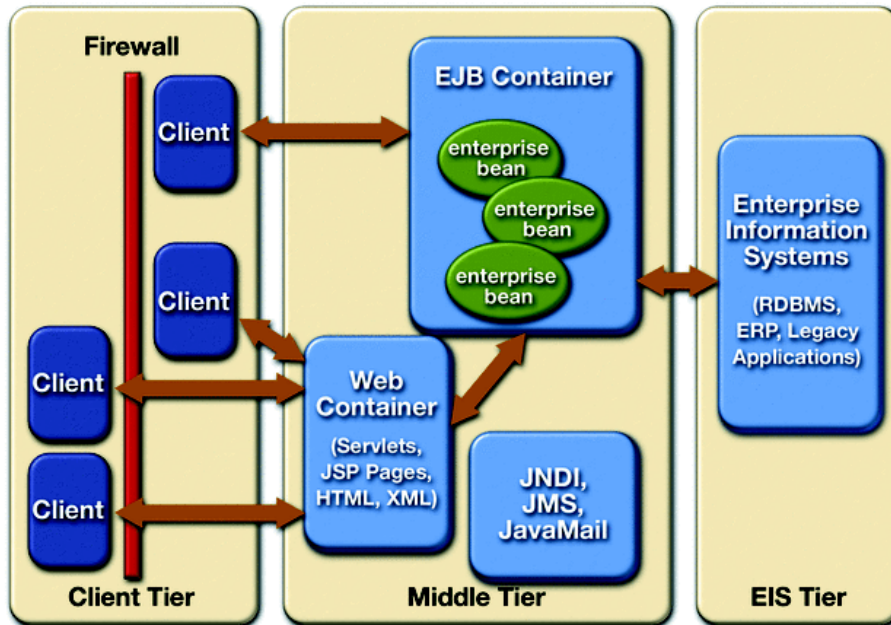 Firewall
Client
Client
Client
Client
Client Tier
EJB Container
enterprise
bean
enterprise
bean
enterprise
bean
Web
Container
(Servlets,
JSP Pages,
HTML, XML)
JNDI,
JMS,
JavaMail
Middle Tier
Enterprise
Information
Systems
(RDBMS,
ERP, Legacy
Applications)
EIS Tier